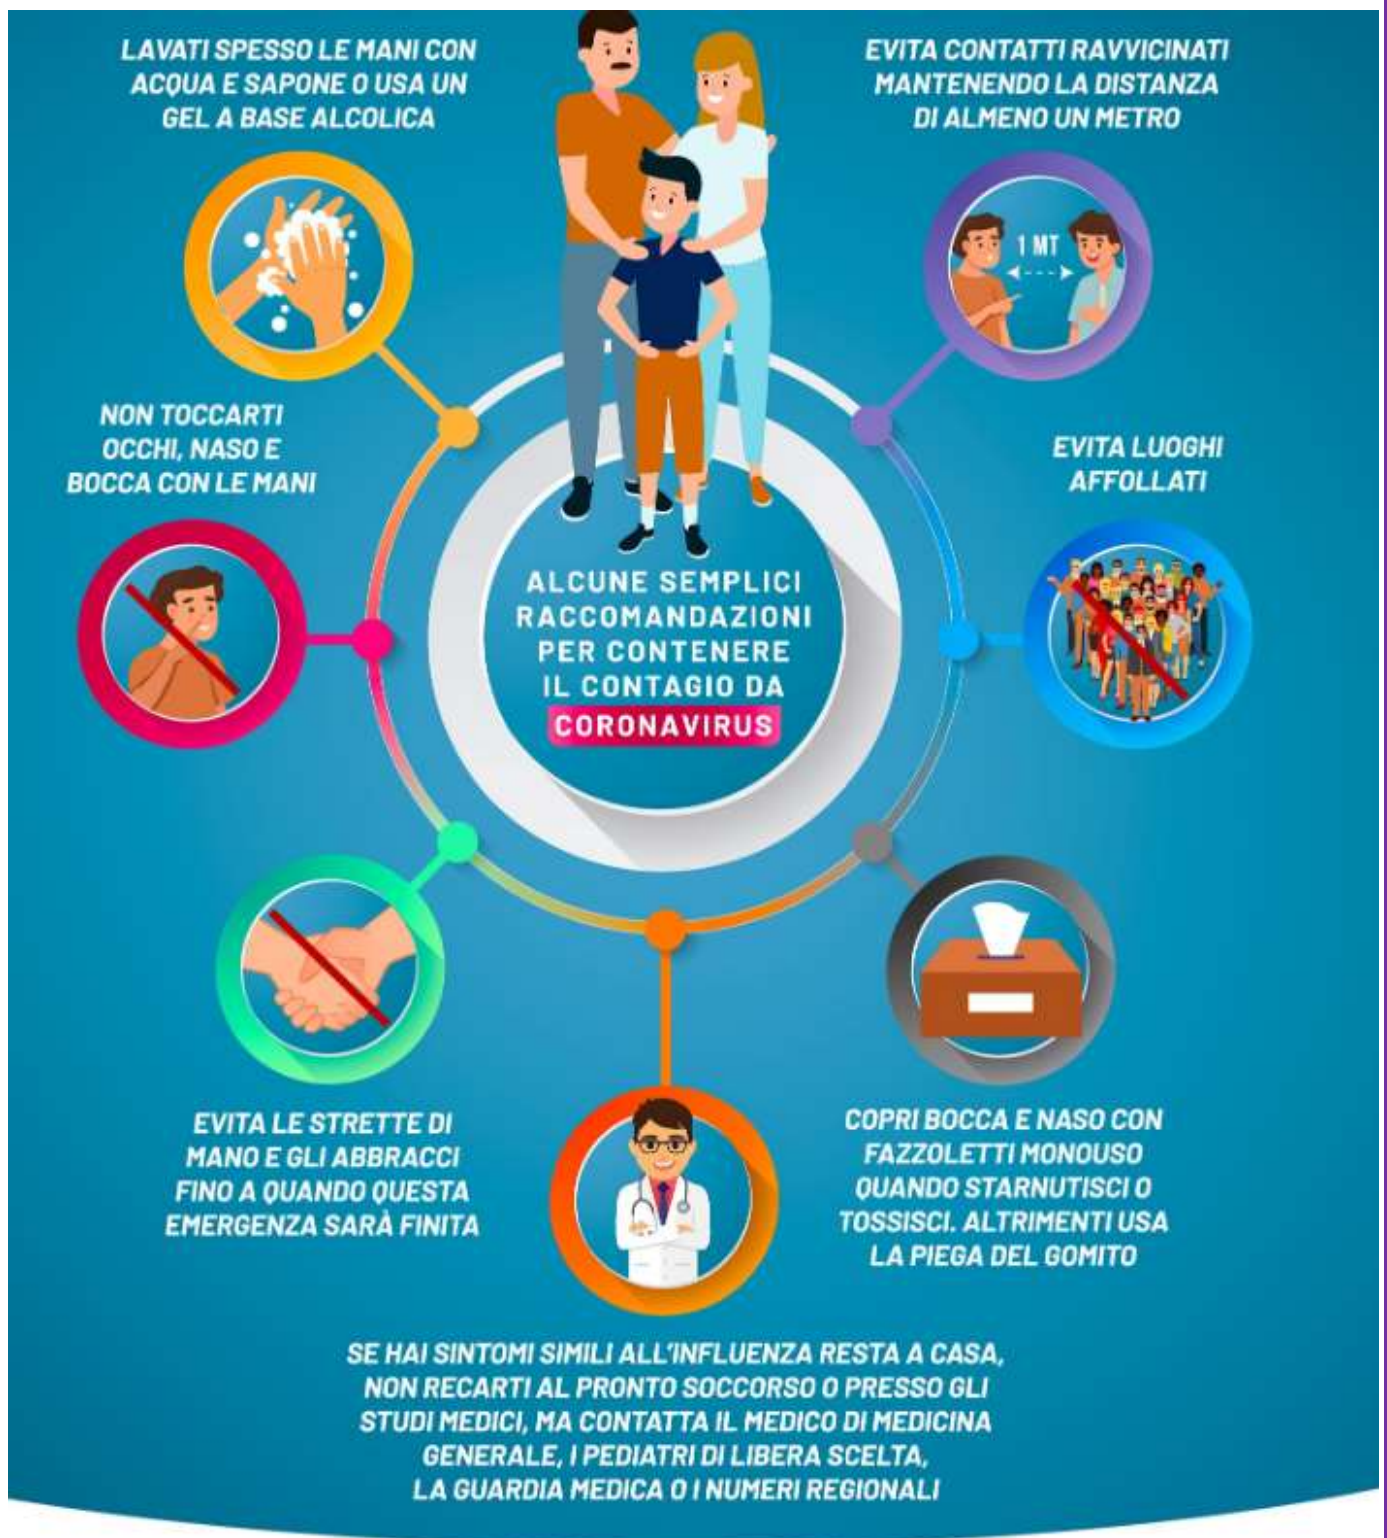 LAVATI SPESSO LE MANI CON
ACQUA E SAPONE O USA UN
GEL A BASE ALCOLICA
EVITA CONTATTI RAVVICINATI
MANTENENDO LA DISTANZA
DI ALMENO UN METRO
1 MT
NON TOCCARTI
OCCHI, NASO E
BOCCA CON LE MANI
EVITA LUOGHI
AFFOLLATI
ALCUNE SEMPLICI
RACCOMANDAZIONI
PER CONTENERE
IL CONTAGIO DA
CORONAVIRUS
EVITA LE STRETTE DI
MANO E GLI ABBRACCI
FINO A QUANDO QUESTA
EMERGENZA SARÀ FINITA
COPRI BOCCA E NASO CON
FAZZOLETTI MONOUSO
QUANDO STARNUTISCI O
TOSSISCI. ALTRIMENTI USA
LA PIEGA DEL GOMITO
SE HAI SINTOMI SIMILI ALL'INFLUENZA RESTA A CASA,
NON RECARTI AL PRONTO SOCCORSO O PRESSO GLI
STUDI MEDICI, MA CONTATTA IL MEDICO DI MEDICINA
GENERALE, I PEDIATRI DI LIBERA SCELTA,
LA GUARDIA MEDICA O I NUMERI REGIONALI